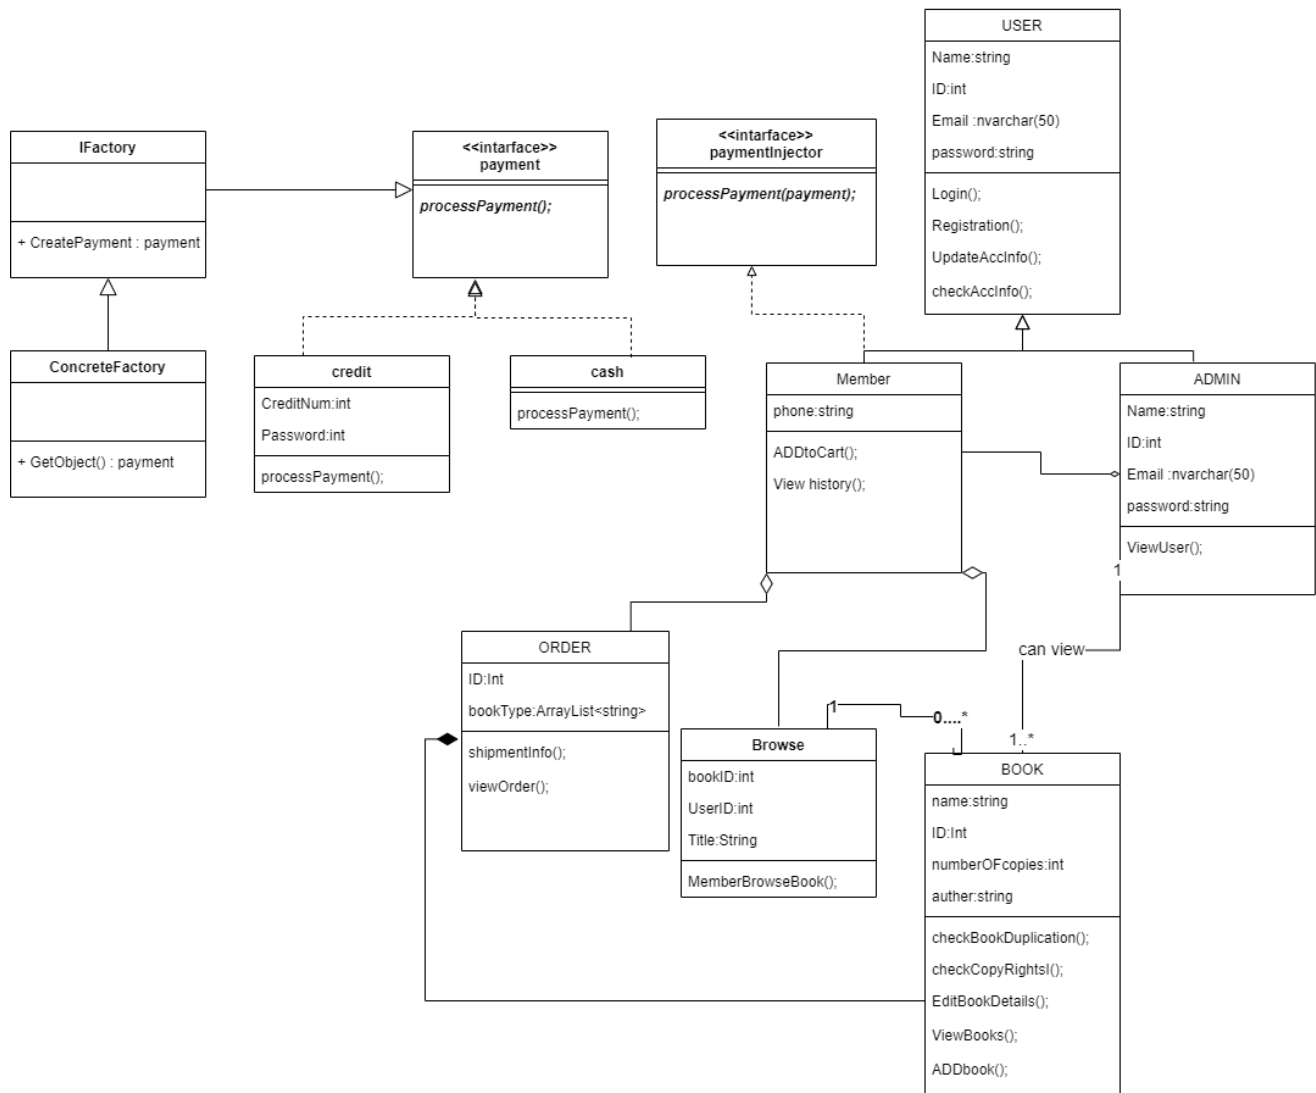 USER
Name:string
ID:int
Email :nvarchar(50)
password:string
Login();
Registration();
UpdateAccInfo();
checkAccInfo();
IFactory
+ CreatePayment : payment
<<intarface>>
payment
processPayment();
<<intarface>>
paymentInjector
processPayment(payment);
ConcreteFactory
+ GetObject() : payment
credit
CreditNum:int
Password:int
processPayment();
cash
processPayment();
Member
phone:string
ADDtoCart();
View history();
ADMIN
Name:string
ID:int
Email :nvarchar(50)
password:string
ViewUser();
1
can view
1..*
ORDER
ID:Int
bookType:ArrayList<string>
shipmentInfo();
viewOrder();
1
0....*
Browse
bookID:int
UserID:int
Title:String
MemberBrowseBook();
BOOK
name:string
ID:Int
numberOFcopies:int
auther:string
checkBookDuplication();
checkCopyRightsI();
EditBookDetails();
ViewBooks();
ADDbook();